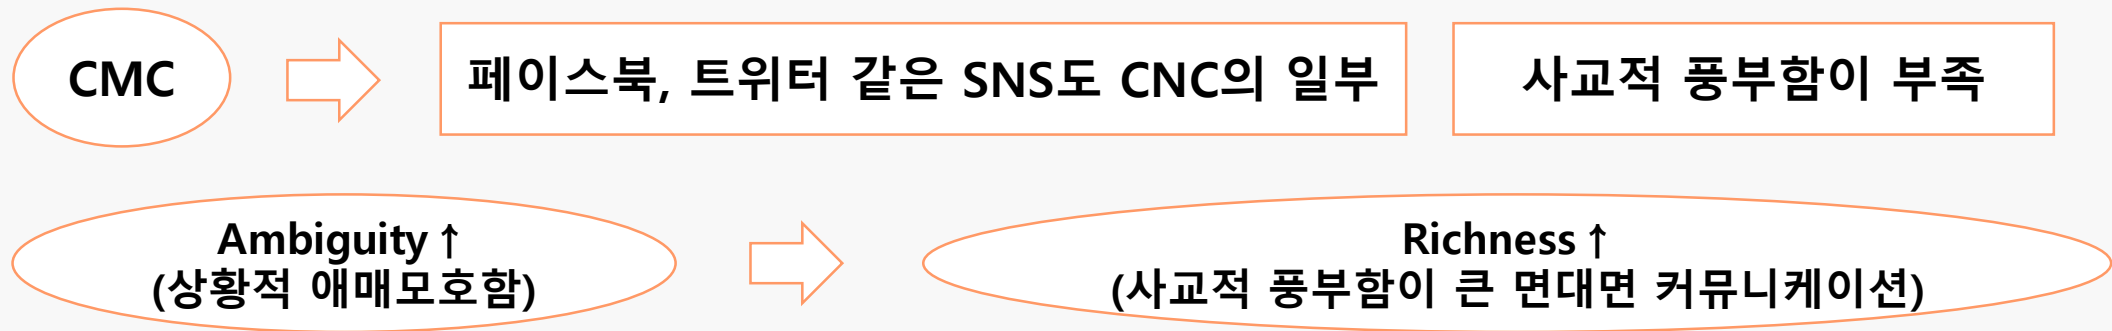 CMC
페이스북, 트위터 같은 SNS도 CNC의 일부
사교적 풍부함이 부족
Ambiguity ↑
(상황적 애매모호함)
Richness ↑
(사교적 풍부함이 큰 면대면 커뮤니케이션)